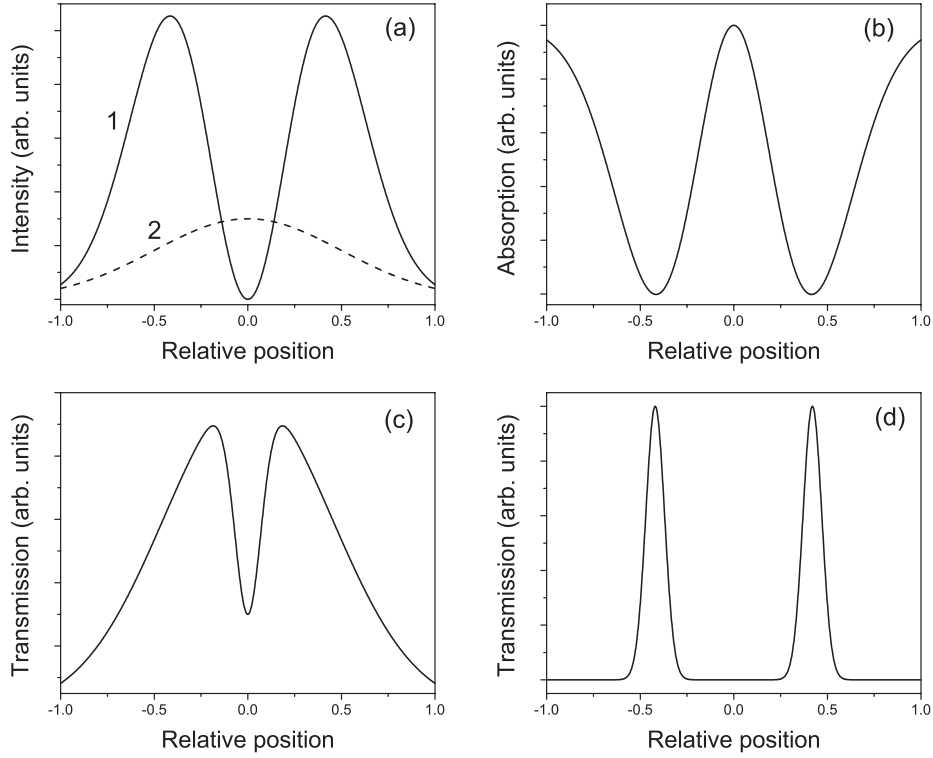 (a)
Intensity (arb. units)
1
2
-1.0 -0.5 0.0 0.5 1.0
Relative position
(b)
Absorption (arb. units)
-1.0 -0.5 0.0 0.5 1.0
Relative position
(c)
Transmission (arb. units)
-1.0 -0.5 0.0 0.5 1.0
Relative position
(d)
Transmission (arb. units)
-1.0 -0.5 0.0 0.5 1.0
Relative position